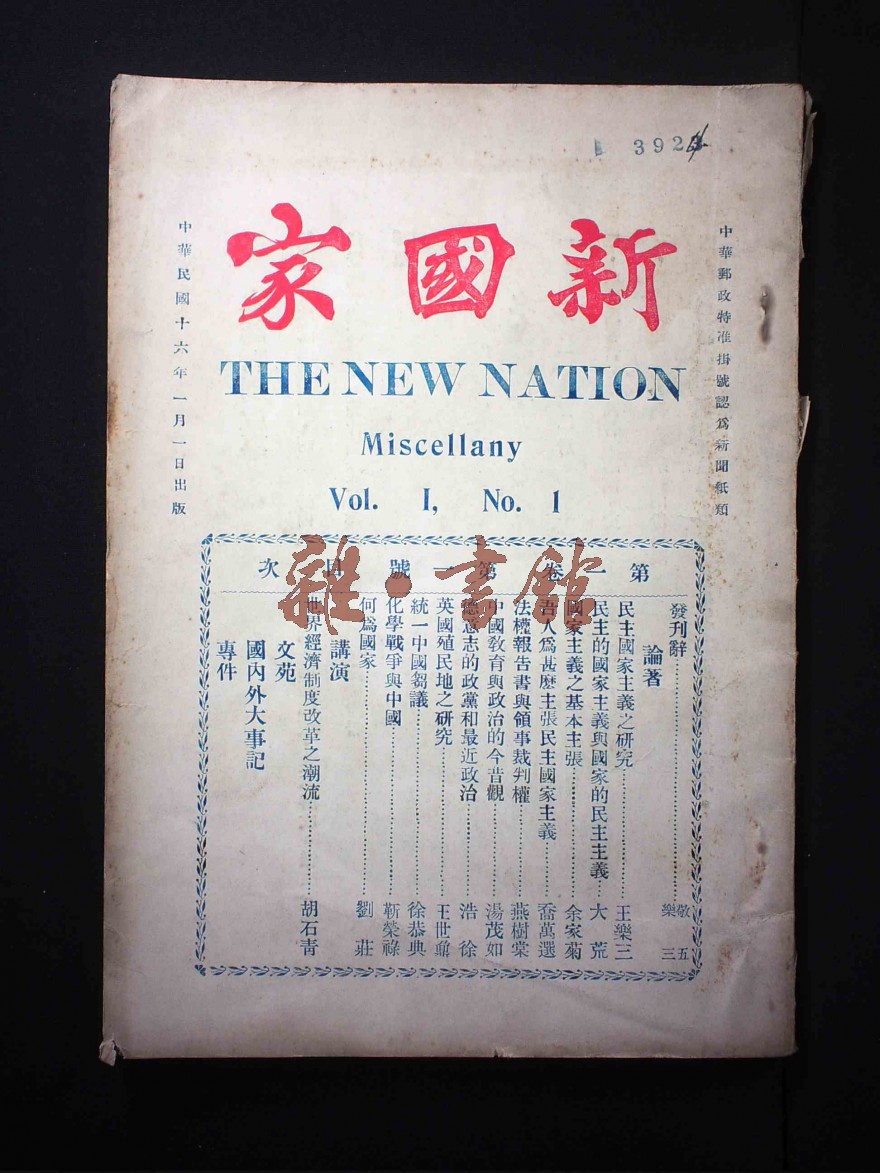 3924
新國家
THE NEW NATION
Miscellany
Vol. I, No. 1
中華郵政特准掛號認爲新聞紙類
中華民國十六年一月一日出版
第一卷第一號目次
發刊辭 敬五 樂三
論著
民主國家主義之研究 王樂三
民主的國家主義與國家的民主主義 大荒
國家主義之基本主張 余家菊
吾人爲甚麽主張民主國家主義 喬萬選
法權報告書與領事裁判權 燕樹棠
中國敎育與政治的今昔觀 湯茂如
意志的政黨和最近政治 浩徐
英國殖民地之研究 王世鼐
統一中國芻議 徐恭典
化學戰爭與中國 靳榮祿
何爲國家 劉莊
講演
世界經濟制度改革之潮流 胡石靑
文苑
國內外大事記
專件
雜·書館